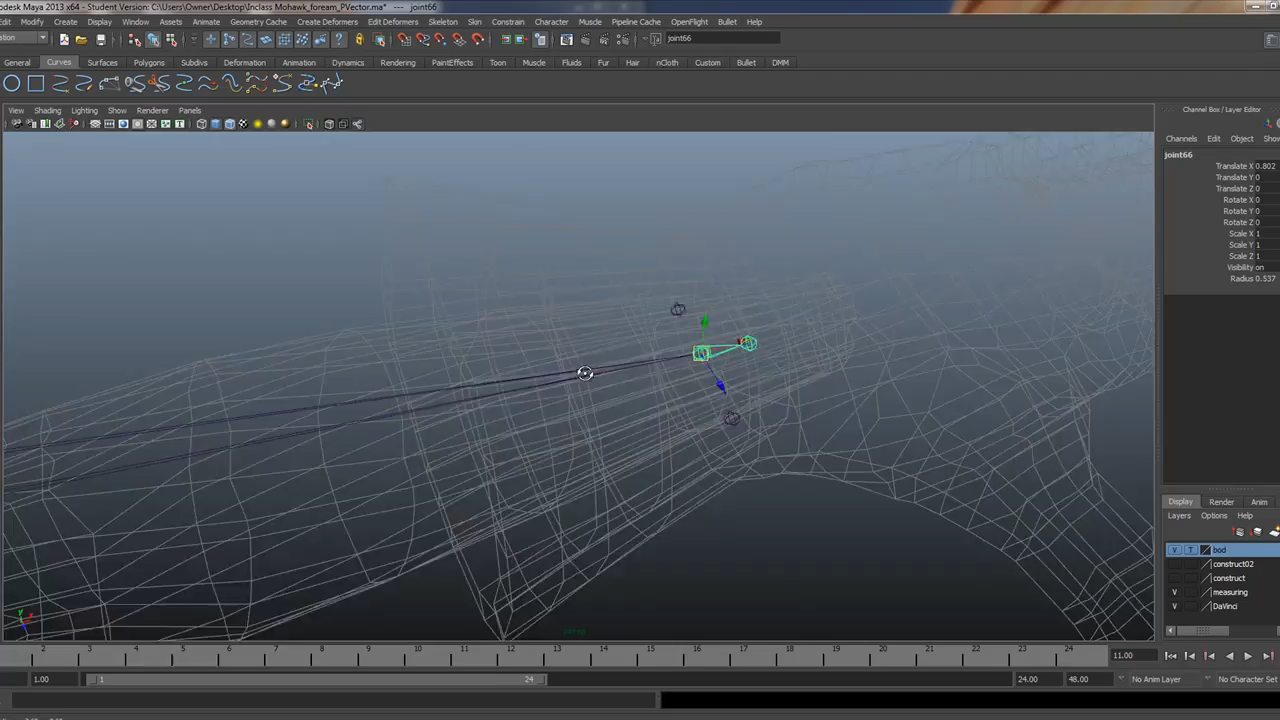 odesk Maya 2013 x64 - Student Version: C:\Users\Owner\Desktop\Inclass Mohawk_foream_PVector.ma* --- joint66
Edit Modify Create Display Window Assets Animate Geometry Cache Create Deformers Edit Deformers Skeleton Skin Constrain Character Muscle Pipeline Cache OpenFlight Bullet Help
ation joint66
General Curves Surfaces Polygons Subdivs Deformation Animation Dynamics Rendering PaintEffects Toon Muscle Fluids Fur Hair nCloth Custom Bullet DMM
View Shading Lighting Show Renderer Panels
Channel Box / Layer Editor
Channels Edit Object Show
joint66
Translate X 0.802
Translate Y 0
Translate Z 0
Rotate X 0
Rotate Y 0
Rotate Z 0
Scale X 1
Scale Y 1
Scale Z 1
Visibility on
Radius 0.537
Display Render Anim
Layers Options Help
V T bod
construct02
construct
V measuring
V DaVinci
y x
persp
2 3 4 5 6 7 8 9 10 11 12 13 14 15 16 17 18 19 20 21 22 23 24 11.00
1.00 1 24 24.00 48.00 No Anim Layer No Character Set